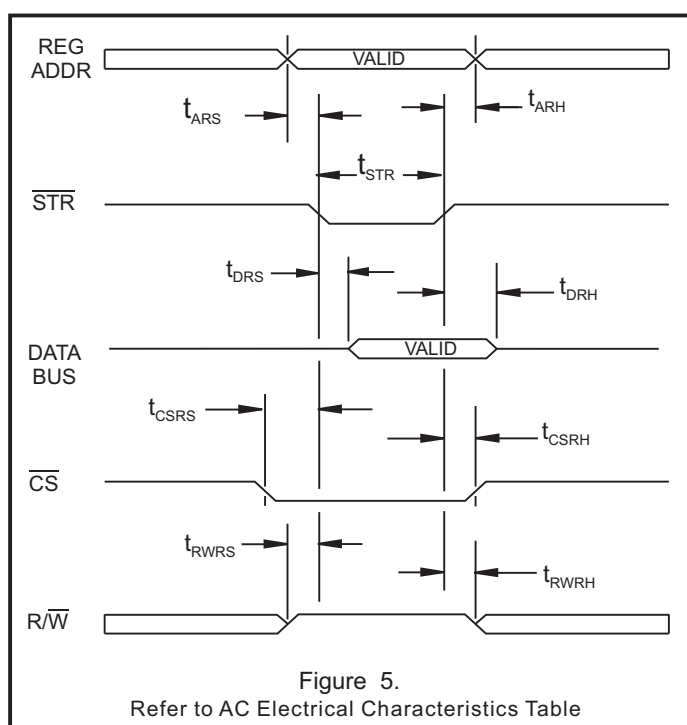 REG
ADDR
VALID
tARS
tARH
tSTR
STR
tDRS
tDRH
DATA
BUS
VALID
tCSRS
tCSRH
CS
tRWRS
tRWRH
R/W
Figure 5.
Refer to AC Electrical Characteristics Table